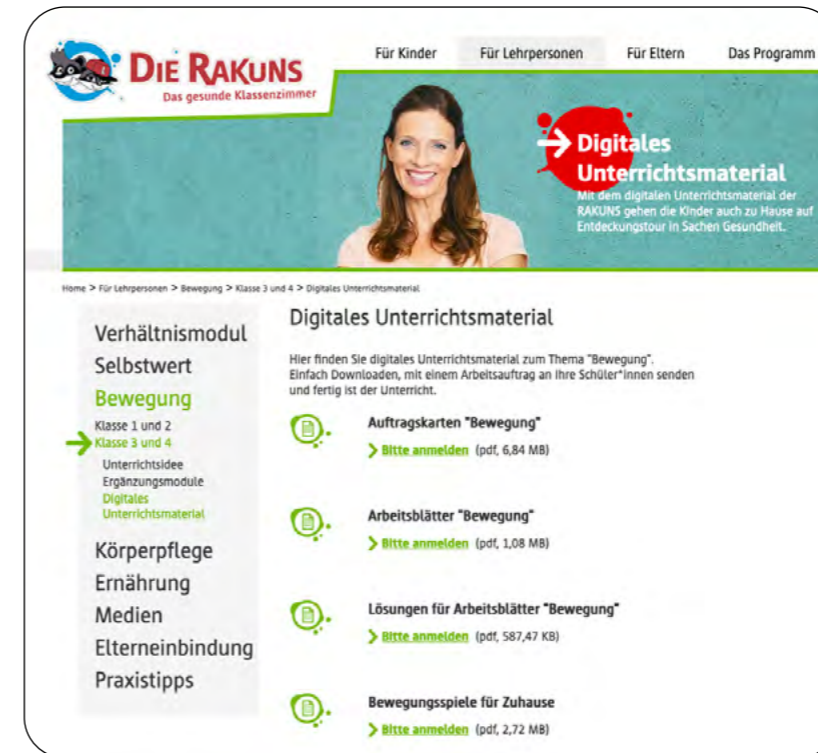 DIE RAKUNS
Das gesunde Klassenzimmer
Für Kinder
Für Lehrpersonen
Für Eltern
Das Programm
Digitales
Unterrichtsmaterial
Mit dem digitalen Unterrichtsmaterial der
RAKUNS gehen die Kinder auch zu Hause auf
Entdeckungstour in Sachen Gesundheit.
Home > Für Lehrpersonen > Bewegung > Klasse 3 und 4 > Digitales Unterrichtsmaterial
Verhältnismodul
Selbstwert
Bewegung
Klasse 1 und 2
Klasse 3 und 4
Unterrichtsidee
Ergänzungsmodule
Digitales
Unterrichtsmaterial
Körperpflege
Ernährung
Medien
Elterneinbindung
Praxistipps
Digitales Unterrichtsmaterial
Hier finden Sie digitales Unterrichtsmaterial zum Thema "Bewegung".
Einfach Downloaden, mit einem Arbeitsauftrag an Ihre Schüler*innen senden
und fertig ist der Unterricht.
Auftragskarten "Bewegung"
Bitte anmelden (pdf, 6,84 MB)
Arbeitsblätter "Bewegung"
Bitte anmelden (pdf, 1,08 MB)
Lösungen für Arbeitsblätter "Bewegung"
Bitte anmelden (pdf, 587,47 KB)
Bewegungsspiele für Zuhause
Bitte anmelden (pdf, 2,72 MB)